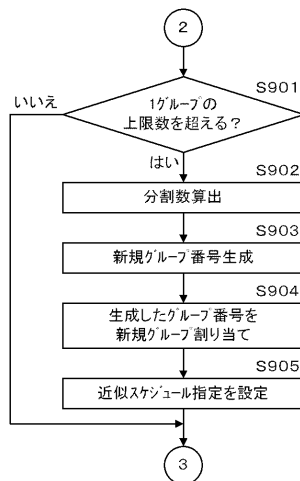 2
S901
いいえ
1グループの
上限数を超える?
はい
S902
分割数算出
S903
新規グループ番号生成
S904
生成したグループ番号を
新規グループ割り当て
S905
近似スケジュール指定を設定
3